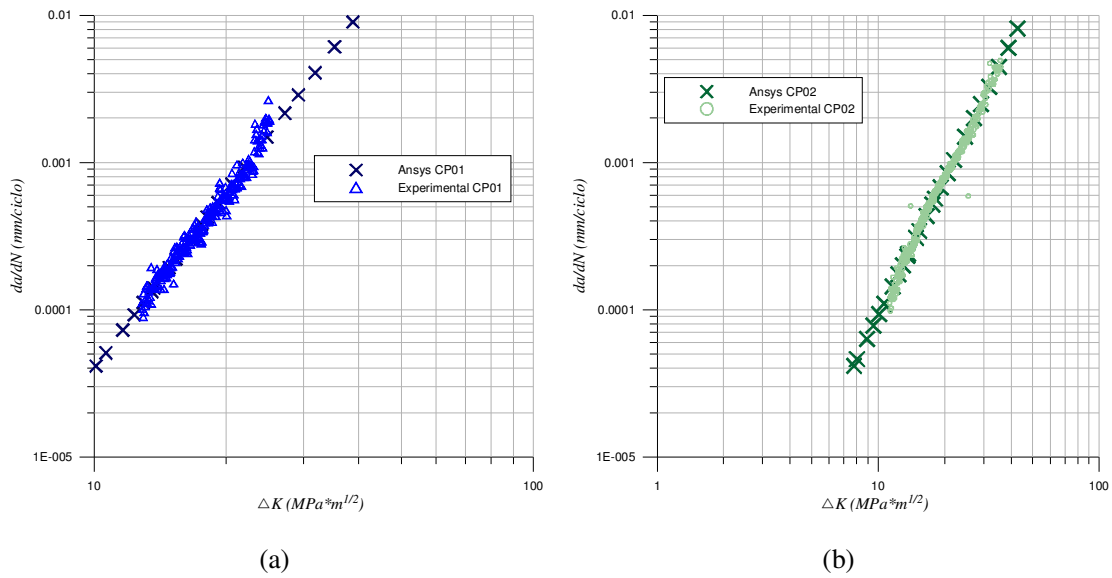 0.01
0.001
0.0001
1E-005
da/dN (mm/ciclo)
Ansys CP01
Experimental CP01
10
100
△K (MPa*m^{1/2})
(a)
0.01
0.001
0.0001
1E-005
da/dN (mm/ciclo)
Ansys CP02
Experimental CP02
1
10
100
△K (MPa*m^{1/2})
(b)